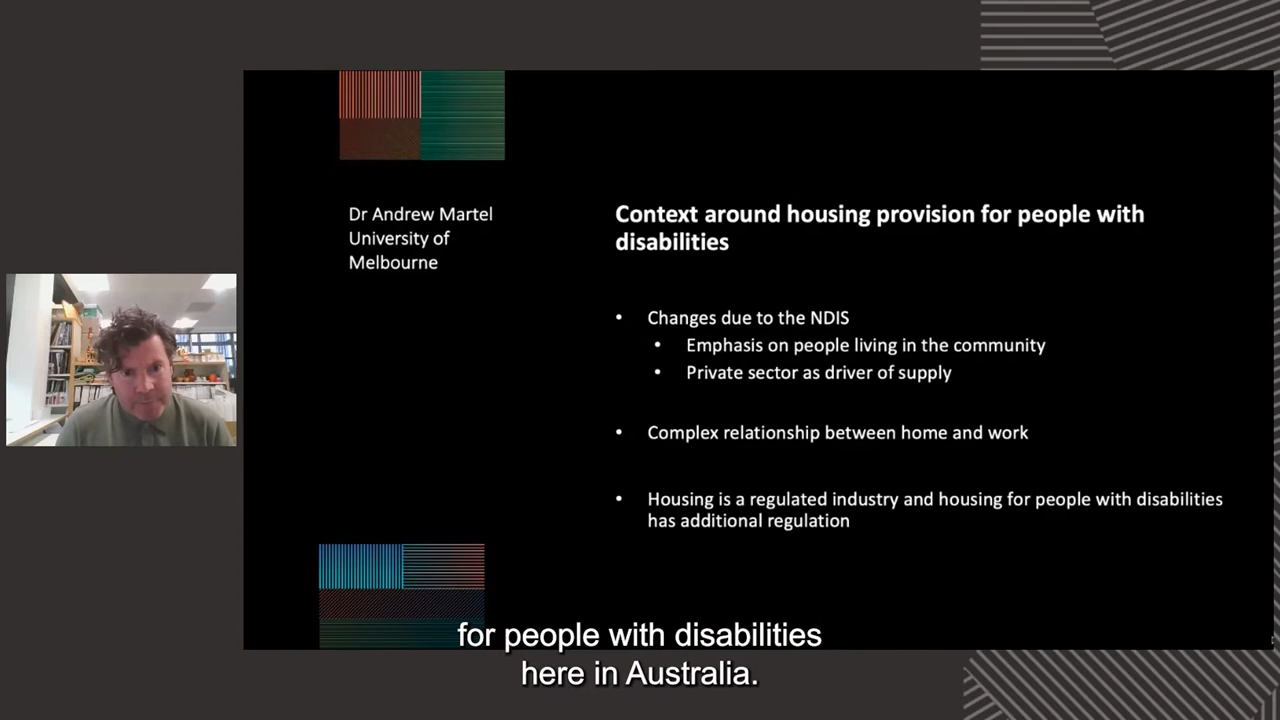 Dr Andrew Martel
University of
Melbourne
Context around housing provision for people with
disabilities
• Changes due to the NDIS
• Emphasis on people living in the community
• Private sector as driver of supply
• Complex relationship between home and work
• Housing is a regulated industry and housing for people with disabilities
has additional regulation
for people with disabilities
here in Australia.